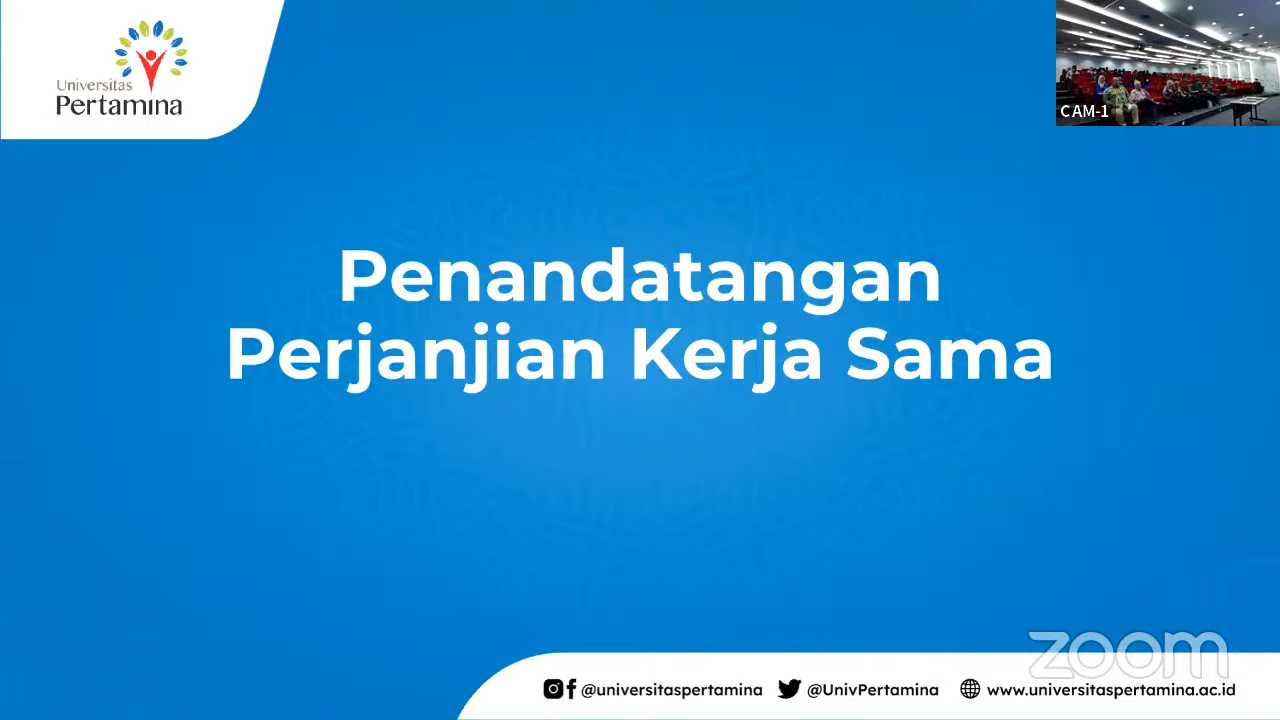 Universitas
Pertamina
CAM-1
Penandatangan
Perjanjian Kerja Sama
zoom
@universitaspertamina
@UnivPertamina
www.universitaspertamina.ac.id